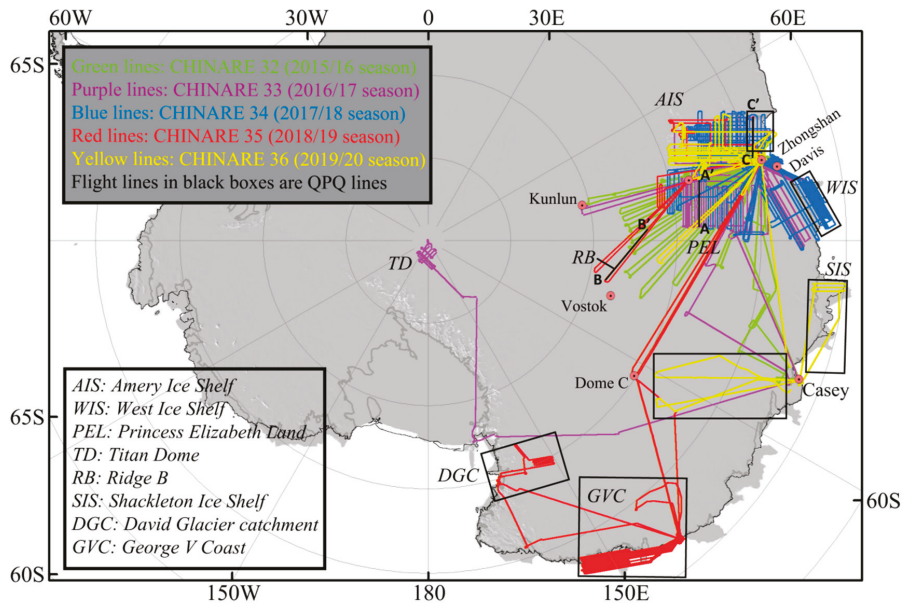 60W
30W
0
30E
60E
65S
65S
Green lines: CHINARE 32 (2015/16 season)
Purple lines: CHINARE 33 (2016/17 season)
Blue lines: CHINARE 34 (2017/18 season)
Red lines: CHINARE 35 (2018/19 season)
Yellow lines: CHINARE 36 (2019/20 season)
Flight lines in black boxes are QPQ lines
AIS
C'
Zhongshan
C
Davis
A'
WIS
Kunlun
B'
A
PEL
RB
TD
B
SIS
Vostok
Dome C
Casey
AIS: Amery Ice Shelf
WIS: West Ice Shelf
PEL: Princess Elizabeth Land
TD: Titan Dome
RB: Ridge B
SIS: Shackleton Ice Shelf
DGC: David Glacier catchment
GVC: George V Coast
65S
DGC
GVC
60S
60S
150W
180
150E